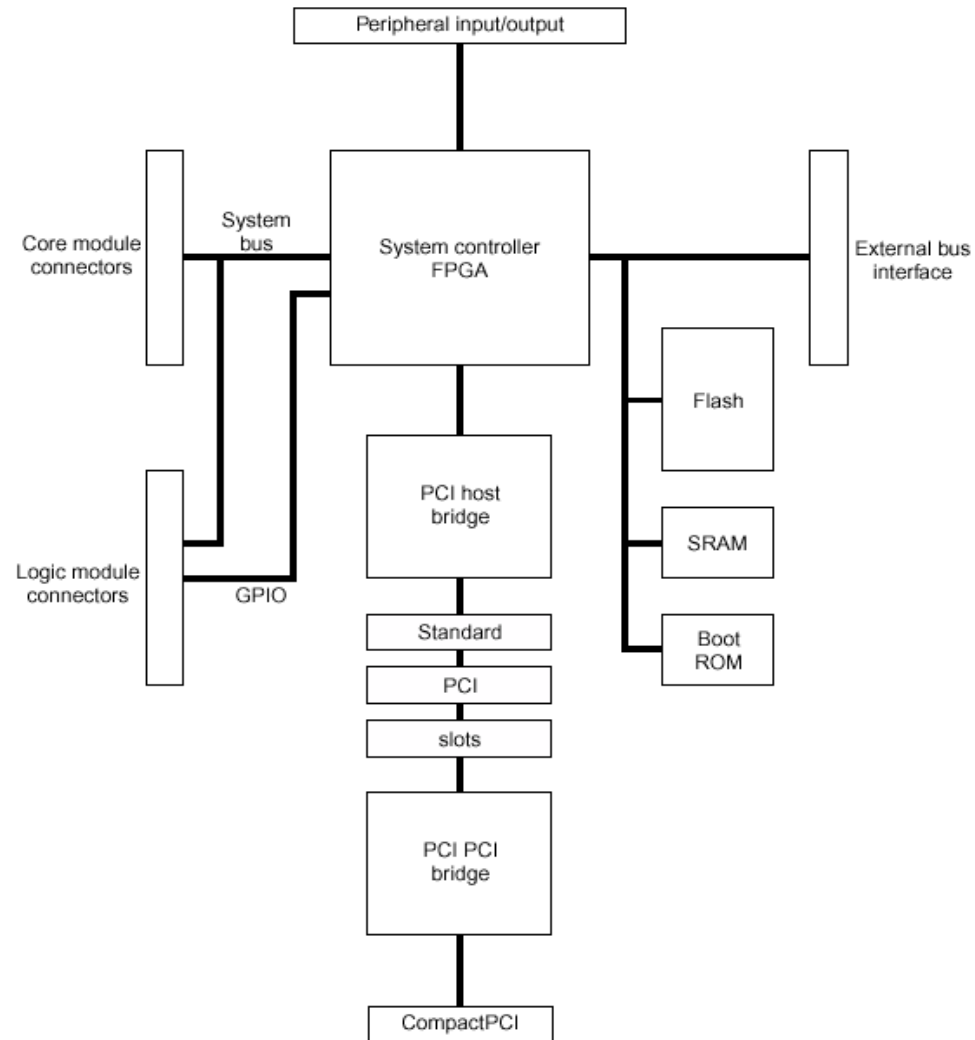 Peripheral input/output
System
bus
Core module
connectors
System controller
FPGA
External bus
interface
Flash
PCI host
bridge
SRAM
Logic module
connectors
GPIO
Standard
Boot
ROM
PCI
slots
PCI PCI
bridge
CompactPCI